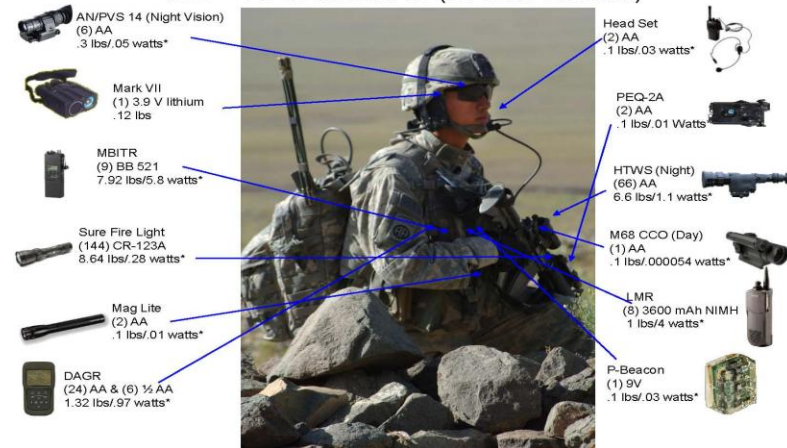 AN/PVS 14 (Night Vision)
(6) AA
.3 lbs/.05 watts*
Mark VII
(1) 3.9 V lithium
.12 lbs
MBITR
(9) BB 521
7.92 lbs/5.8 watts*
Sure Fire Light
(144) CR-123A
8.64 lbs/.28 watts*
Mag Lite
(2) AA
.1 lbs/.01 watts*
DAGR
(24) AA & (6) ½ AA
1.32 lbs/.97 watts*
Head Set
(2) AA
.1 lbs/.03 watts*
PEQ-2A
(2) AA
.1 lbs/.01 Watts*
HTWS (Night)
(66) AA
6.6 lbs/1.1 watts*
M68 CCO (Day)
(1) AA
.1 lbs/.000054 watts*
LMR
(8) 3600 mAh NIMH
1 lbs/4 watts*
P-Beacon
(1) 9V
.1 lbs/.03 watts*